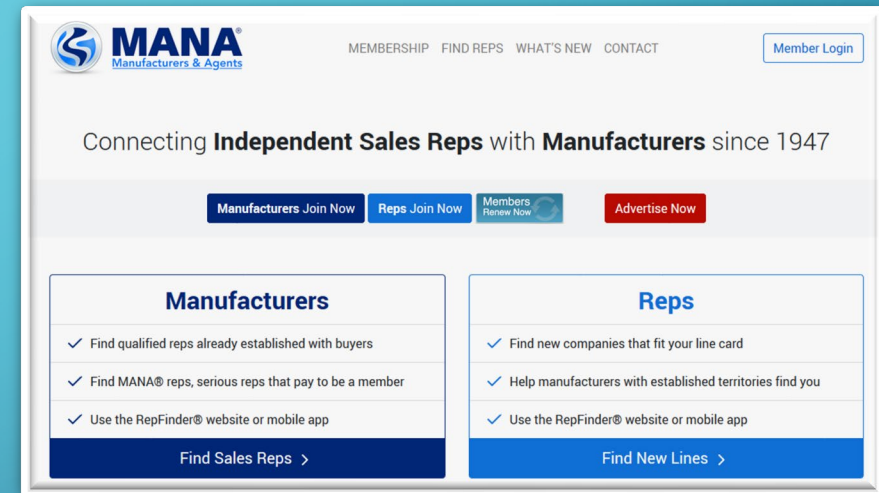 MANA®
Manufacturers & Agents
MEMBERSHIP FIND REPS WHAT'S NEW CONTACT
Member Login
Connecting Independent Sales Reps with Manufacturers since 1947
Manufacturers Join Now
Reps Join Now
Members
Renew Now
Advertise Now
Manufacturers
Find qualified reps already established with buyers
Find MANA® reps, serious reps that pay to be a member
Use the RepFinder® website or mobile app
Find Sales Reps >
Reps
Find new companies that fit your line card
Help manufacturers with established territories find you
Use the RepFinder® website or mobile app
Find New Lines >